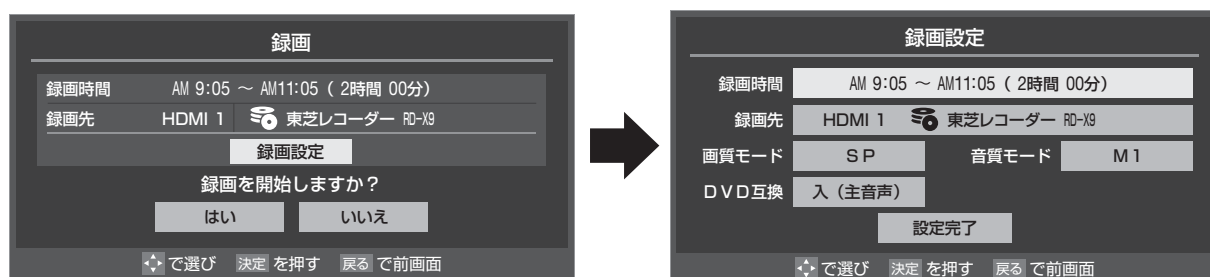 録画
録画時間 AM 9:05 ～ AM11:05 ( 2時間 00分)
録画先 HDMI 1 東芝レコーダー RD-X9
録画設定
録画を開始しますか？
はい いいえ
で選び 決定 を押す 戻る で前画面
録画設定
録画時間 AM 9:05 ～ AM11:05 ( 2時間 00分)
録画先 HDMI 1 東芝レコーダー RD-X9
画質モード SP 音質モード M1
DVD互換 入（主音声）
設定完了
で選び 決定 を押す 戻る で前画面